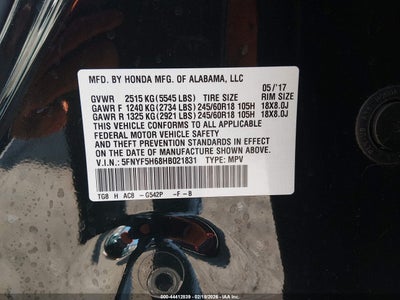 MFD. BY HONDA MFG. OF ALABAMA, LLC
05/'17
GVWR 2515 KG (5545 LBS) TIRE SIZE RIM SIZE
GAWR F 1240 KG (2734 LBS) 245/60R18 105H 18X8.0J
GAWR R 1325 KG (2921 LBS) 245/60R18 105H 18X8.0J
THIS VEHICLE CONFORMS TO ALL APPLICABLE
FEDERAL MOTOR VEHICLE SAFETY
AND THEFT PREVENTION STANDARDS IN EFFECT
ON THE DATE OF MANUFACTURE SHOWN ABOVE.
V.I.N.: 5FNYF5H68HB021831 TYPE: MPV
TG8 H AC8 - G542P -F-B
000-44412839 - 02/18/2026 - IAA Holdings, LLC